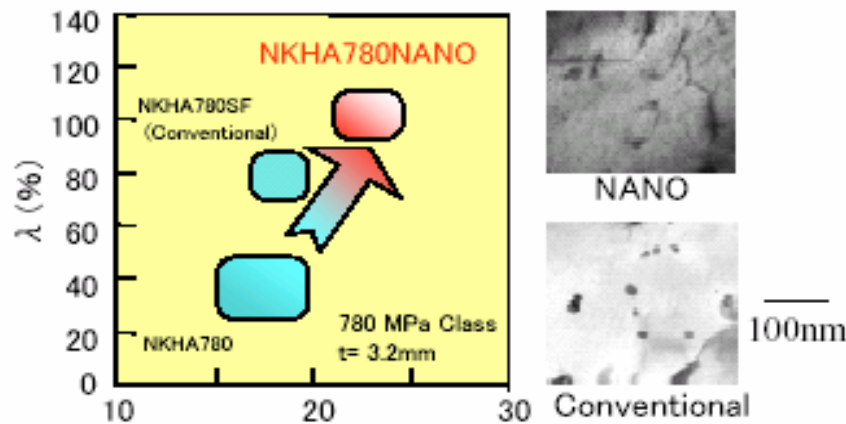 140
120
100
80
60
40
20
0
λ (%)
NKHA780NANO
NKHA780SF
(Conventional)
NKHA780
780 MPa Class
t= 3.2mm
10
20
30
NANO
Conventional
100nm